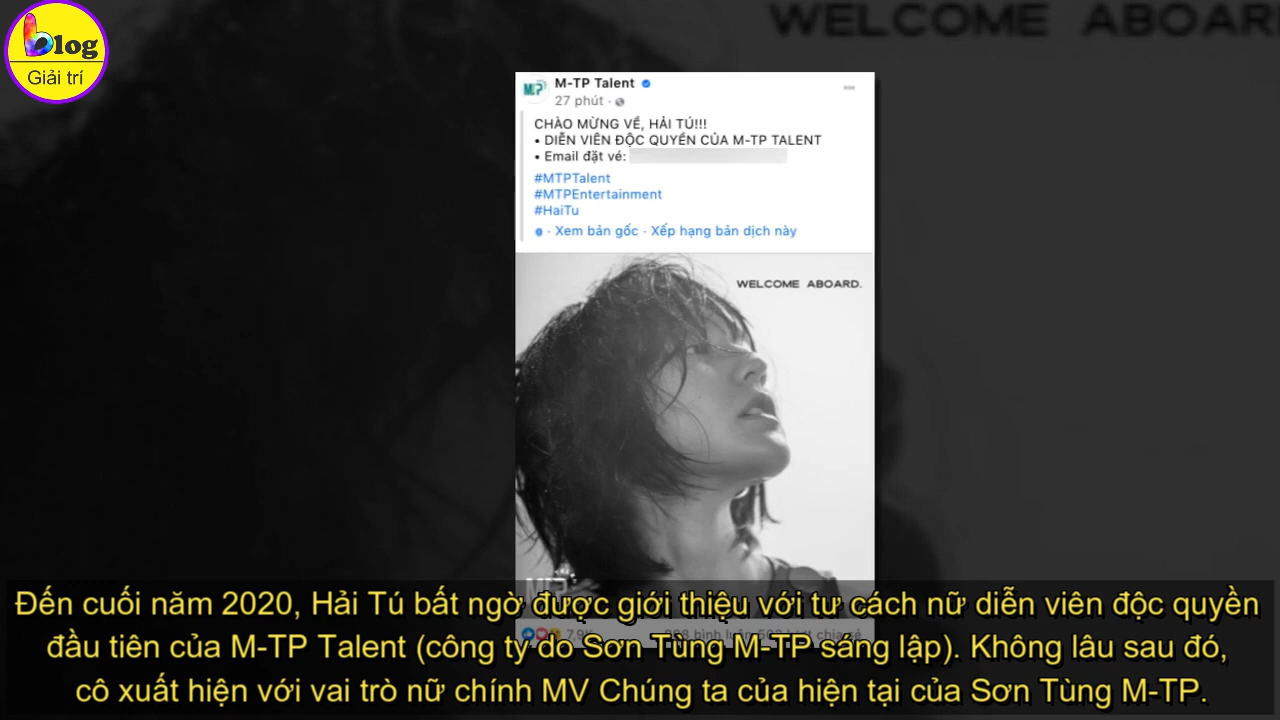 blog
Giải trí
WELCOME ABOARD.
M-TP Talent
27 phút ·
CHÀO MỪNG VỀ, HẢI TÚ!!!
• DIỄN VIÊN ĐỘC QUYỀN CỦA M-TP TALENT
• Email đặt vé:
#MTPTalent
#MTPEntertainment
#HaiTu
· Xem bản gốc · Xếp hạng bản dịch này
WELCOME ABOARD.
Đến cuối năm 2020, Hải Tú bất ngờ được giới thiệu với tư cách nữ diễn viên độc quyền
đầu tiên của M-TP Talent (công ty do Sơn Tùng M-TP sáng lập). Không lâu sau đó,
cô xuất hiện với vai trò nữ chính MV Chúng ta của hiện tại của Sơn Tùng M-TP.